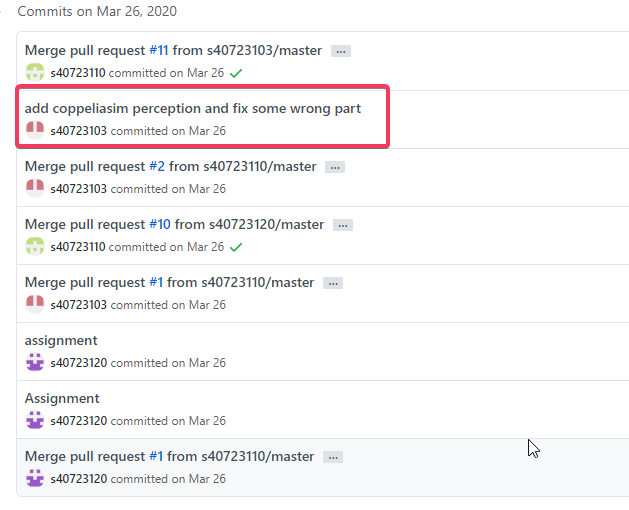 Commits on Mar 26, 2020
Merge pull request #11 from s40723103/master ...
s40723110 committed on Mar 26
add coppeliasim perception and fix some wrong part
s40723103 committed on Mar 26
Merge pull request #2 from s40723110/master ...
s40723103 committed on Mar 26
Merge pull request #10 from s40723120/master ...
s40723110 committed on Mar 26
Merge pull request #1 from s40723110/master ...
s40723103 committed on Mar 26
assignment
s40723120 committed on Mar 26
Assignment
s40723120 committed on Mar 26
Merge pull request #1 from s40723110/master ...
s40723120 committed on Mar 26